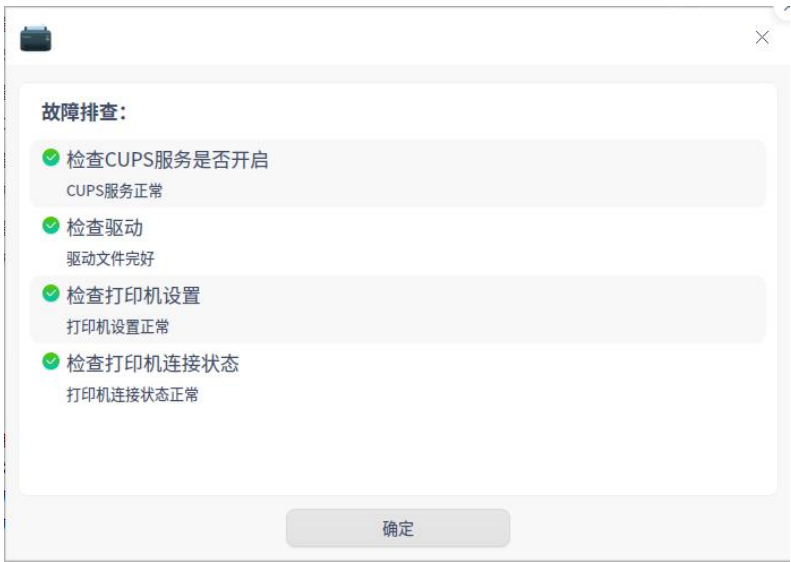 故障排查：
检查CUPS服务是否开启
CUPS服务正常
检查驱动
驱动文件完好
检查打印机设置
打印机设置正常
检查打印机连接状态
打印机连接状态正常
确定